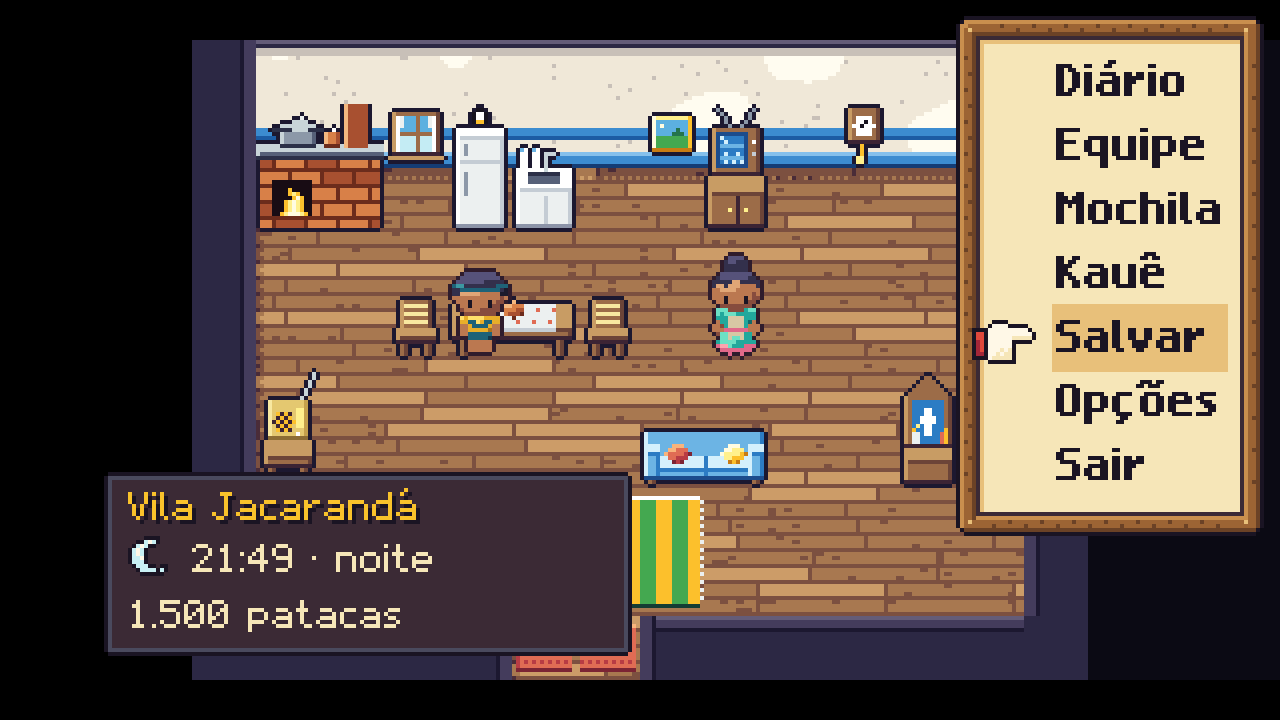 Diário
Equipe
Mochila
Kauê
Salvar
Opções
Sair
Vila Jacarandá
21:49 · noite
1.500 patacas